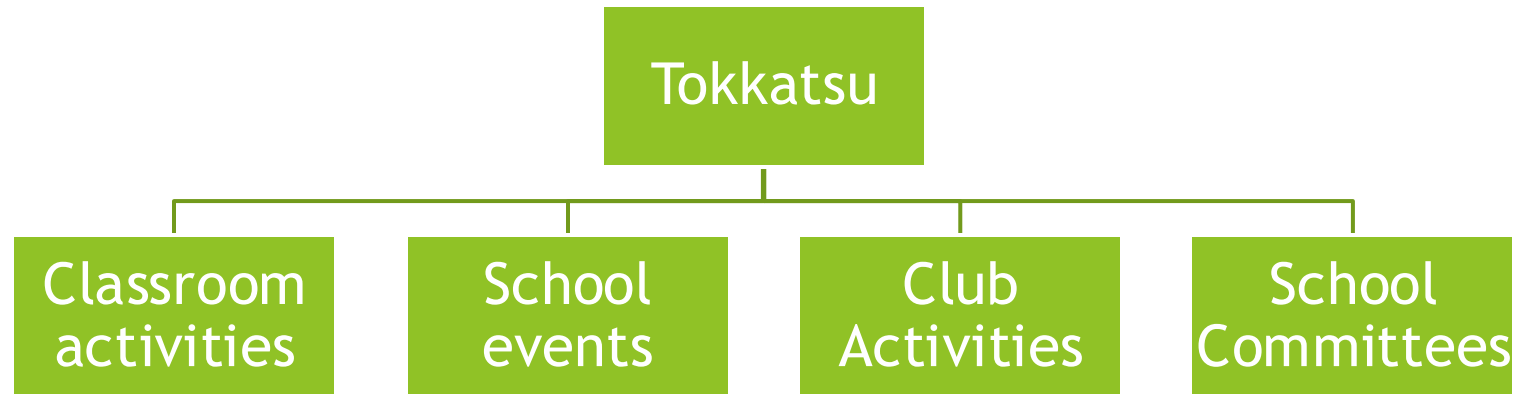 Tokkatsu
Classroom
activities
School
events
Club
Activities
School
Committees